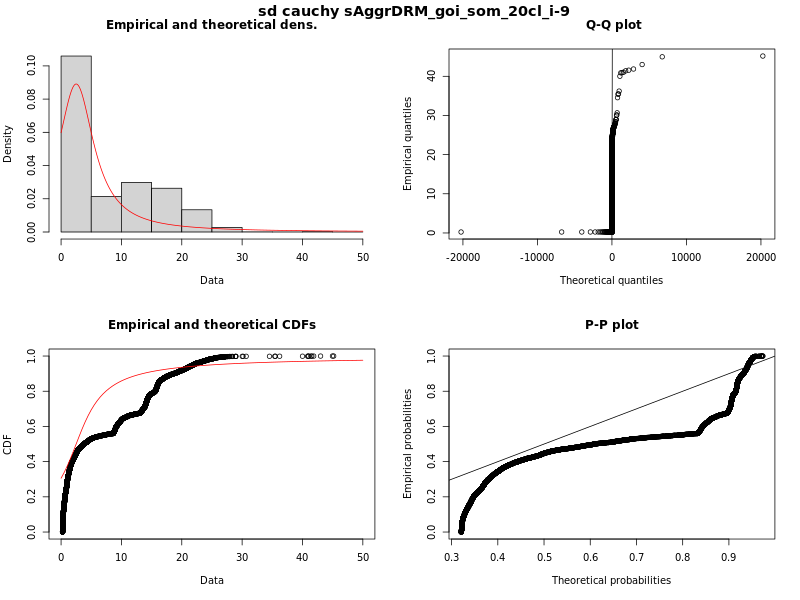 sd cauchy sAggrDRM_goi_som_20cl_i-9
Empirical and theoretical dens.
Density
0.00 0.02 0.04 0.06 0.08 0.10
0 10 20 30 40 50
Data
Q-Q plot
Empirical quantiles
0 10 20 30 40
-20000 -10000 0 10000 20000
Theoretical quantiles
Empirical and theoretical CDFs
CDF
0.0 0.2 0.4 0.6 0.8 1.0
0 10 20 30 40 50
Data
P-P plot
Empirical probabilities
0.0 0.2 0.4 0.6 0.8 1.0
0.3 0.4 0.5 0.6 0.7 0.8 0.9
Theoretical probabilities